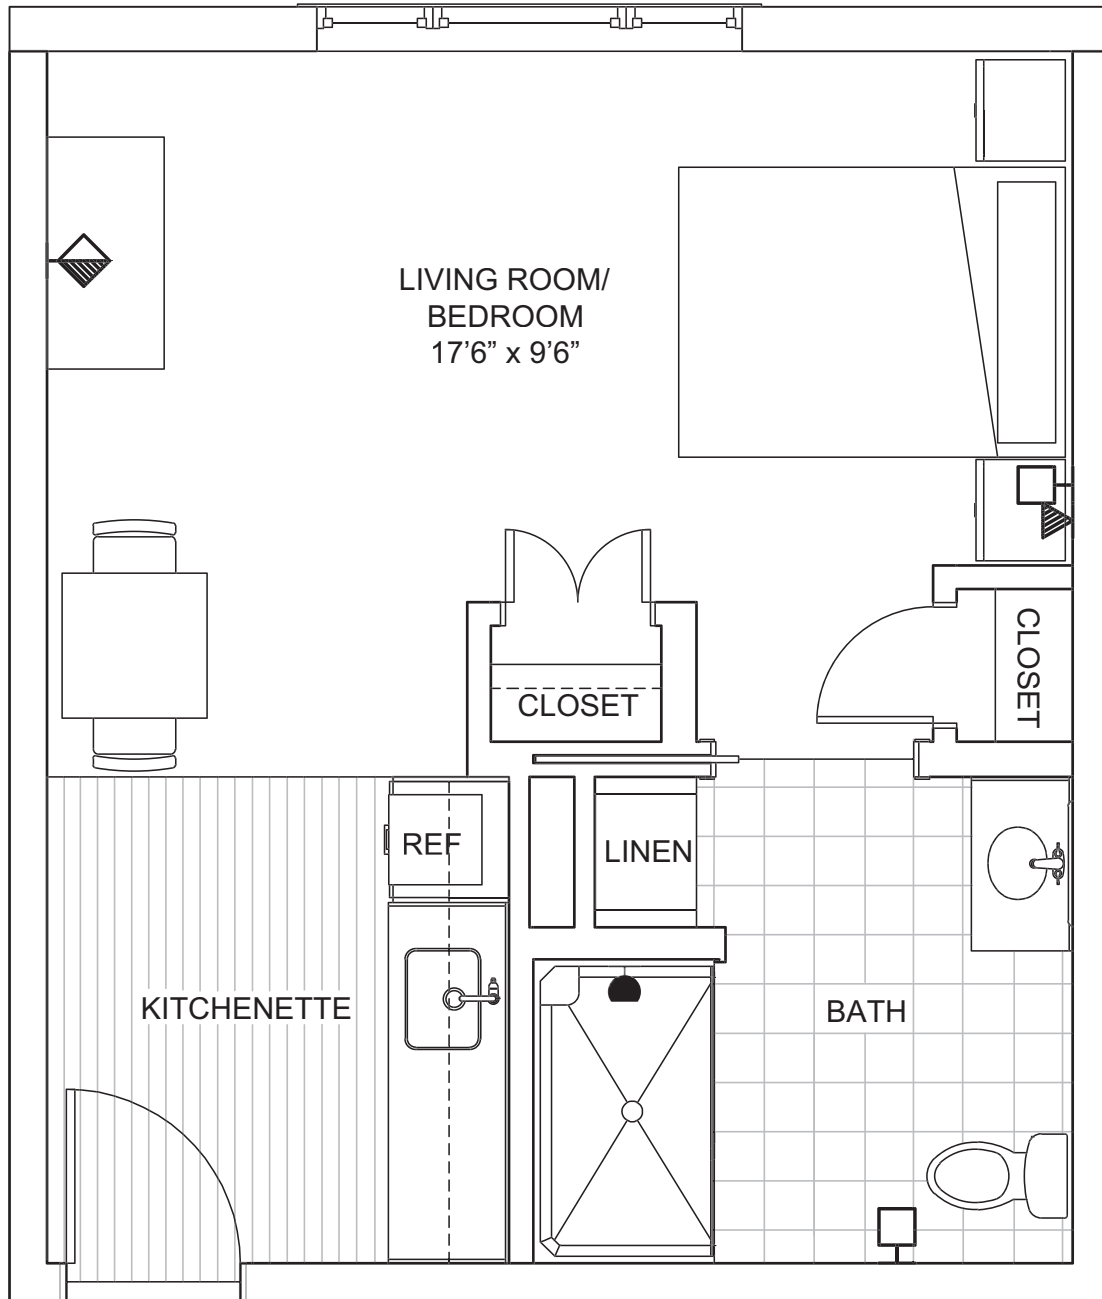 LIVING ROOM/
BEDROOM
17’6” x 9’6”
CLOSET
CLOSET
REF
LINEN
KITCHENETTE
BATH